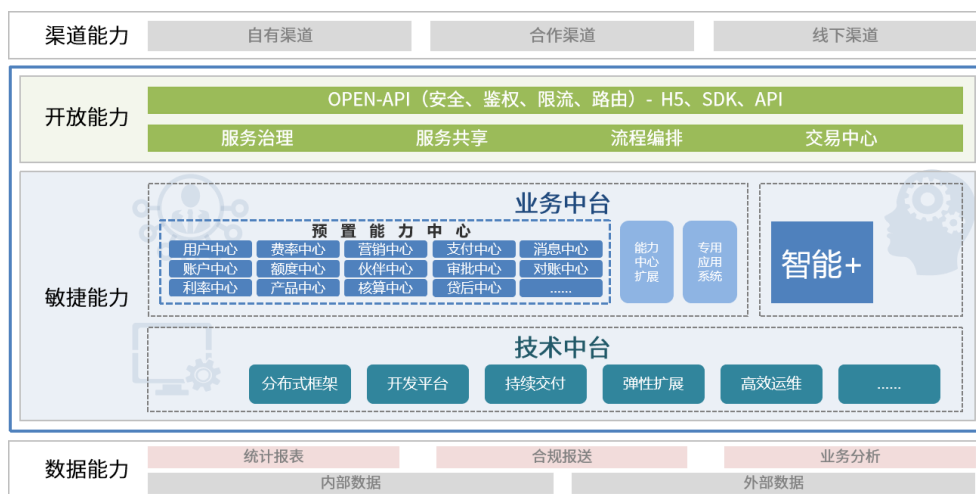 渠道能力 自有渠道 合作渠道 线下渠道
开放能力
OPEN-API（安全、鉴权、限流、路由）- H5、SDK、API
服务治理 服务共享 流程编排 交易中心
敏捷能力
业务中台
预置能力中心
用户中心 费率中心 营销中心 支付中心 消息中心
账户中心 额度中心 伙伴中心 审批中心 对账中心
利率中心 产品中心 核算中心 贷后中心 ......
能力
中心
扩展
专用
应用
系统
智能+
技术中台
分布式框架 开发平台 持续交付 弹性扩展 高效运维 ......
数据能力
统计报表 合规报送 业务分析
内部数据 外部数据